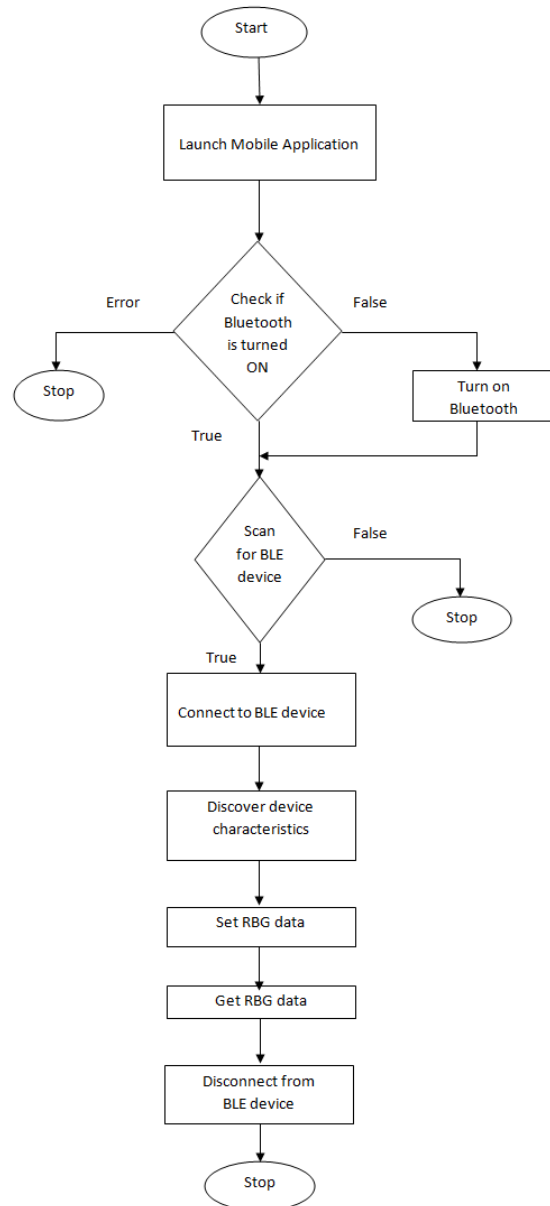 Start
Launch Mobile Application
Error
Check if
Bluetooth
is turned
ON
False
Stop
Turn on
Bluetooth
True
Scan
for BLE
device
False
Stop
True
Connect to BLE device
Discover device
characteristics
Set RBG data
Get RBG data
Disconnect from
BLE device
Stop